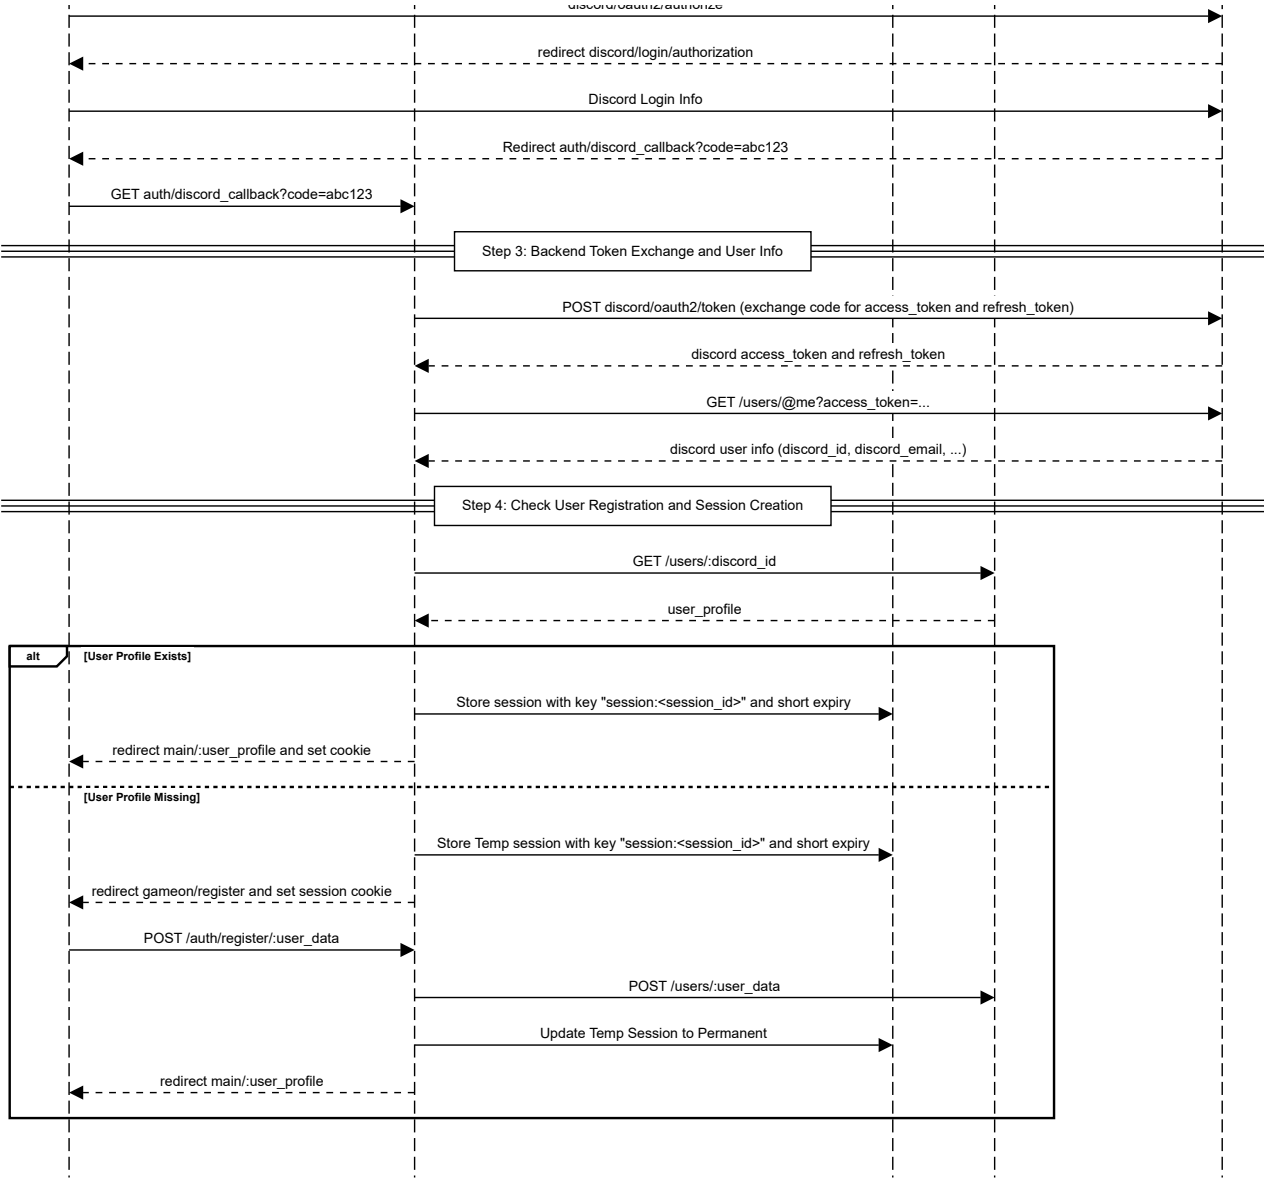 discord/oauth2/authorize
redirect discord/login/authorization
Discord Login Info
Redirect auth/discord_callback?code=abc123
GET auth/discord_callback?code=abc123
Step 3: Backend Token Exchange and User Info
POST discord/oauth2/token (exchange code for access_token and refresh_token)
discord access_token and refresh_token
GET /users/@me?access_token=...
discord user info (discord_id, discord_email, ...)
Step 4: Check User Registration and Session Creation
GET /users/:discord_id
user_profile
alt [User Profile Exists]
Store session with key "session:<session_id>" and short expiry
redirect main/:user_profile and set cookie
[User Profile Missing]
Store Temp session with key "session:<session_id>" and short expiry
redirect gameon/register and set session cookie
POST /auth/register/:user_data
POST /users/:user_data
Update Temp Session to Permanent
redirect main/:user_profile